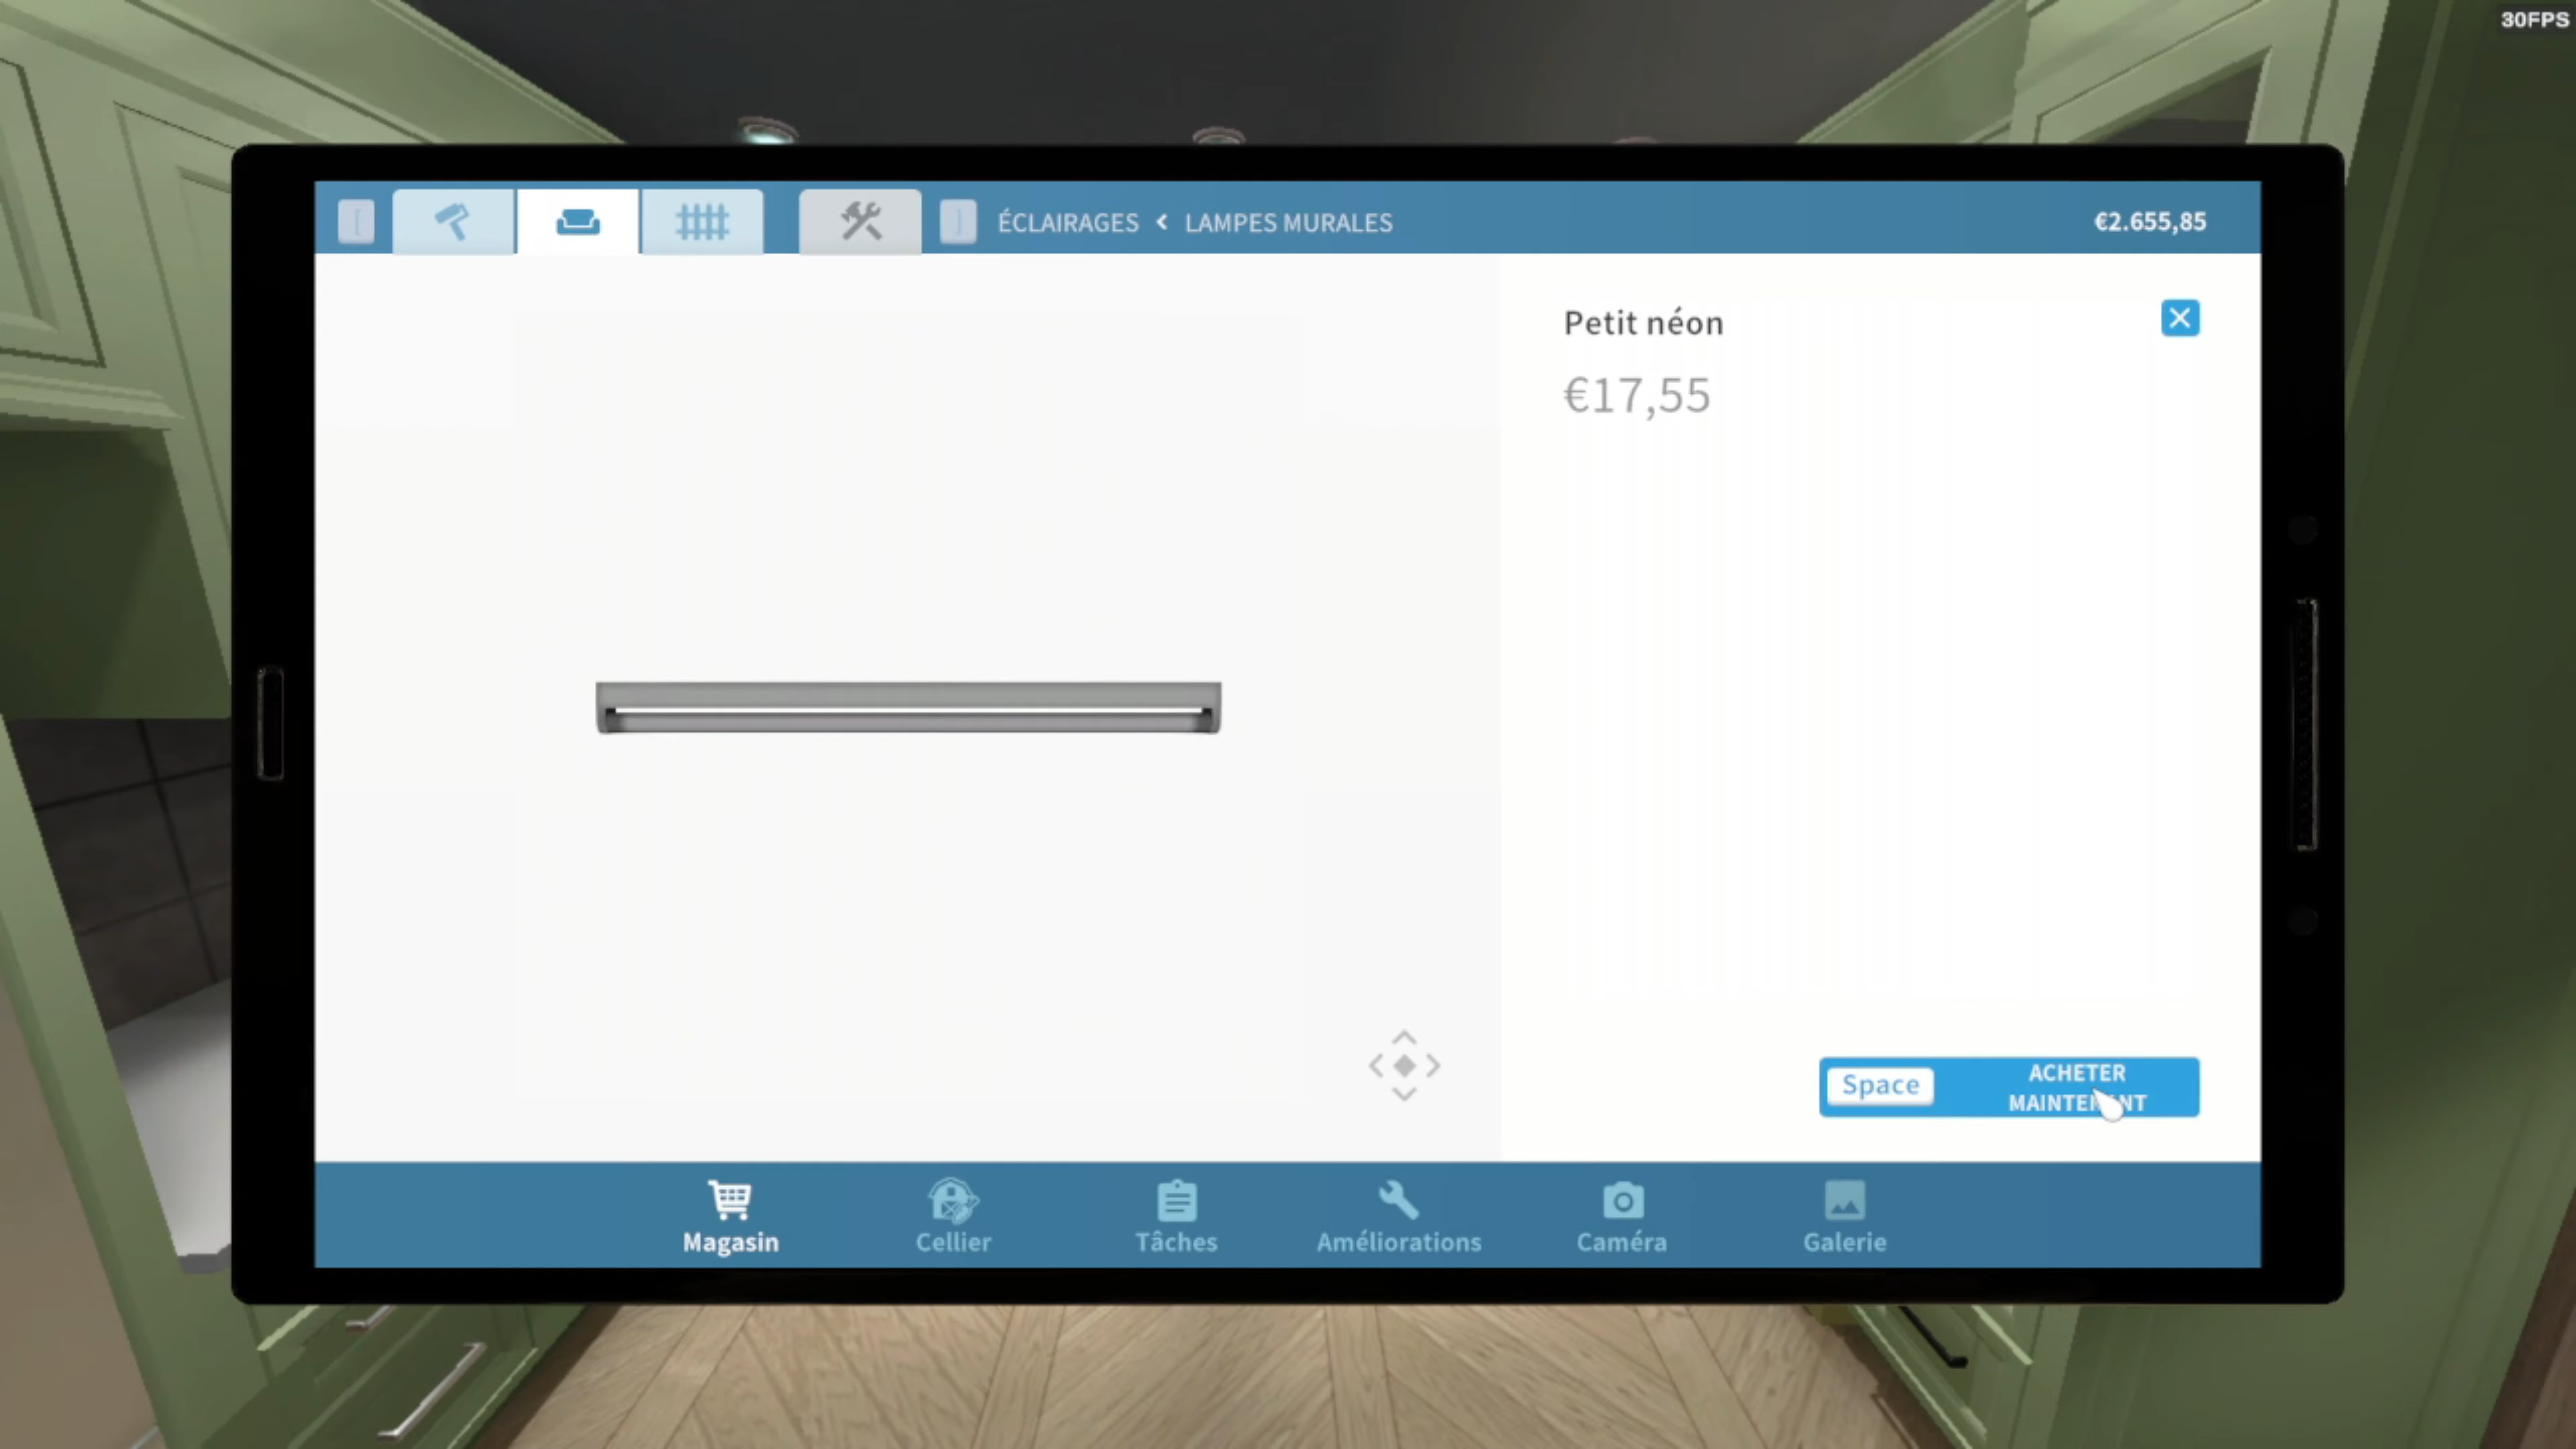 30FPS
[ ] ÉCLAIRAGES < LAMPES MURALES €2.655,85
Petit néon
€17,55
Space
ACHETER
MAINTENANT
Magasin Cellier Tâches Améliorations Caméra Galerie